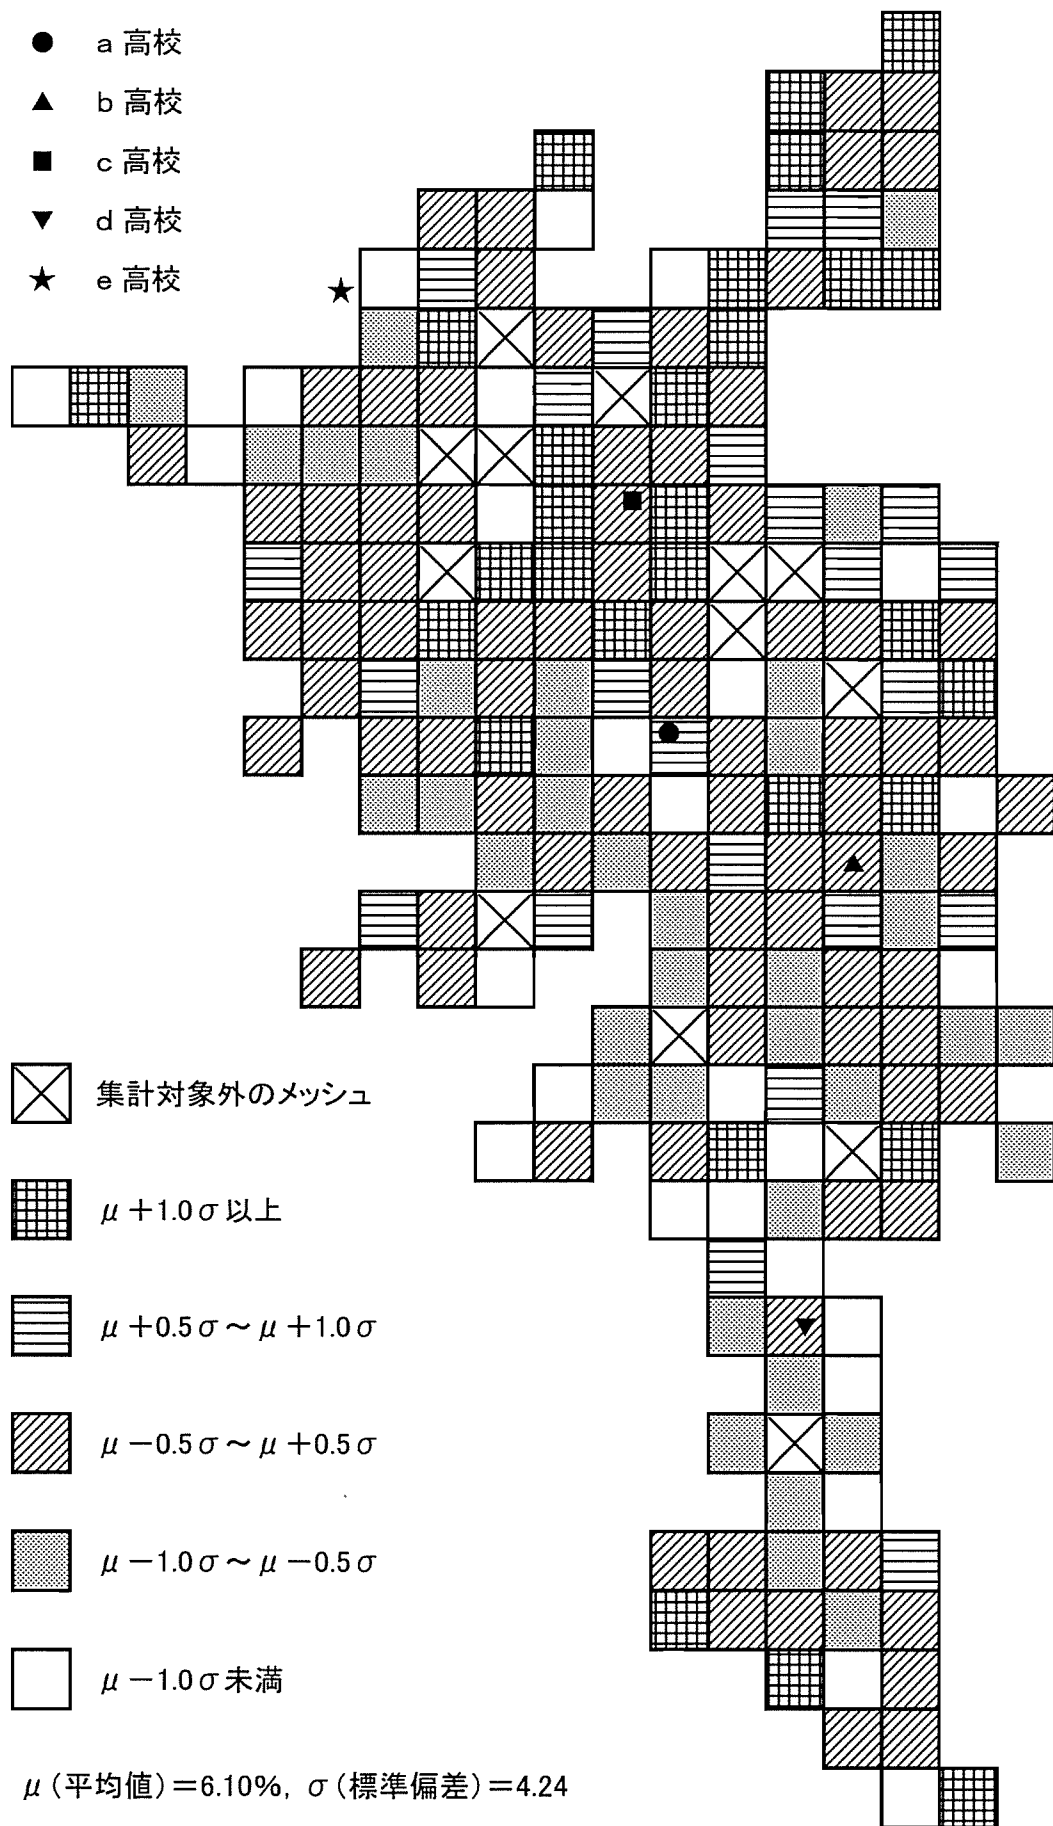 a 高校
b 高校
c 高校
d 高校
e 高校
集計対象外のメッシュ
μ＋1.0σ以上
μ＋0.5σ～μ＋1.0σ
μ－0.5σ～μ＋0.5σ
μ－1.0σ～μ－0.5σ
μ－1.0σ未満
μ（平均値）＝6.10%, σ（標準偏差）＝4.24